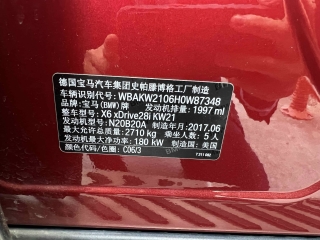 德国宝马汽车集团史帕滕博格工厂制造
车辆识别代号: WBAKW2106H0W87348
品牌: 宝马(BMW)牌 发动机排量: 1997 ml
整车型号: X6 xDrive28i KW21
发动机型号: N20B20A 制造年月: 2017.06
最大允许总质量: 2710 kg 乘坐人数: 5 人
发动机最大净功率: 180 kW 制造国: 美国
颜色代码/色圈: C06/3